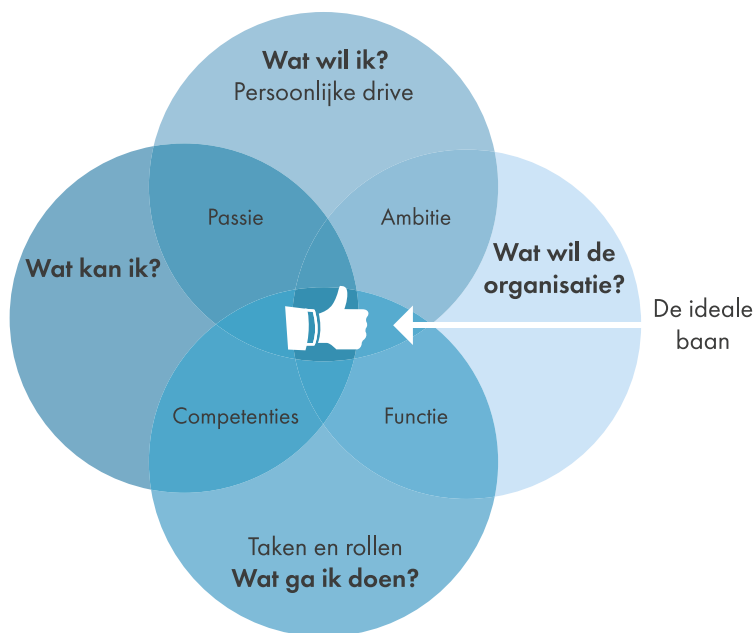 Wat wil ik?
Persoonlijke drive
Passie
Ambitie
Wat kan ik?
Wat wil de
organisatie?
De ideale
baan
Competenties
Functie
Taken en rollen
Wat ga ik doen?